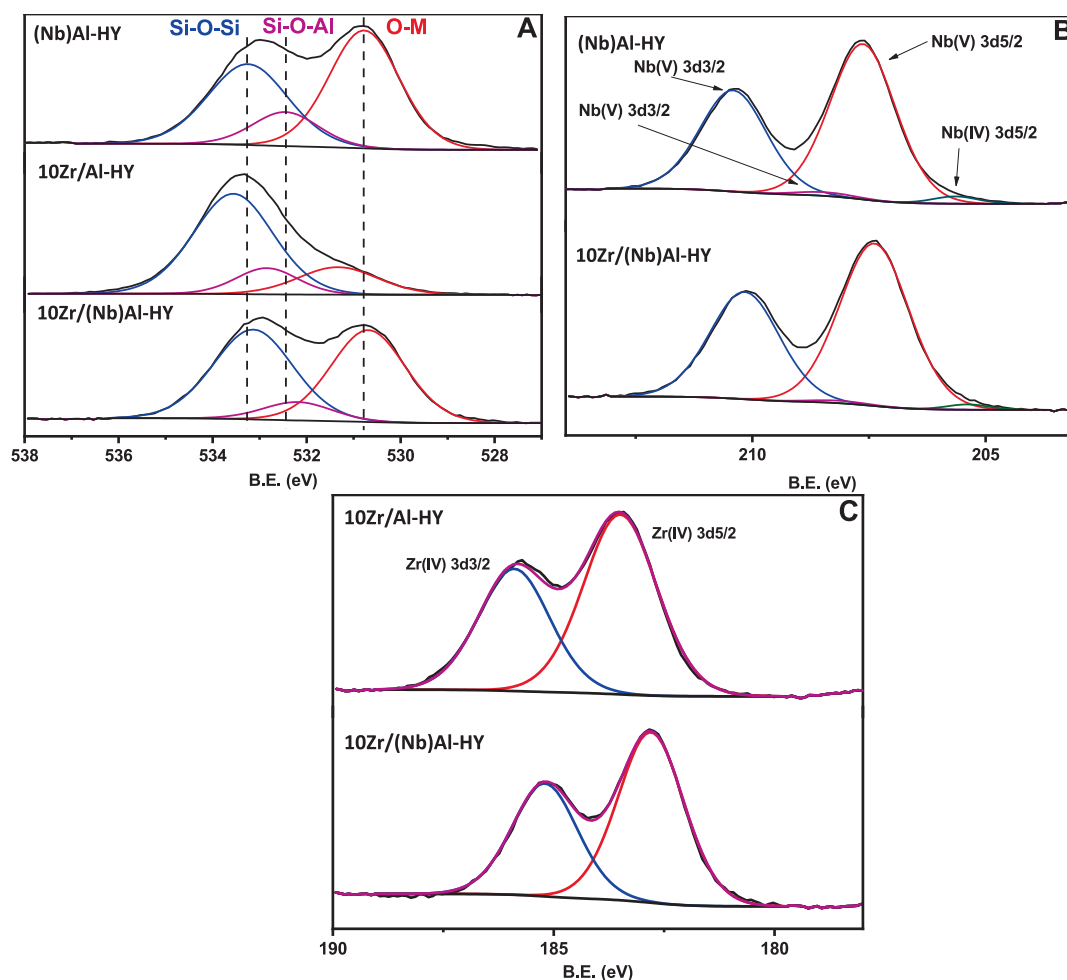 A
Si-O-Si Si-O-Al O-M
(Nb)Al-HY
10Zr/Al-HY
10Zr/(Nb)Al-HY
538 536 534 532 530 528
B.E. (eV)
B
(Nb)Al-HY
Nb(V) 3d5/2
Nb(V) 3d3/2
Nb(V) 3d3/2
Nb(IV) 3d5/2
10Zr/(Nb)Al-HY
210 205
B.E. (eV)
C
10Zr/Al-HY
Zr(IV) 3d5/2
Zr(IV) 3d3/2
10Zr/(Nb)Al-HY
190 185 180
B.E. (eV)